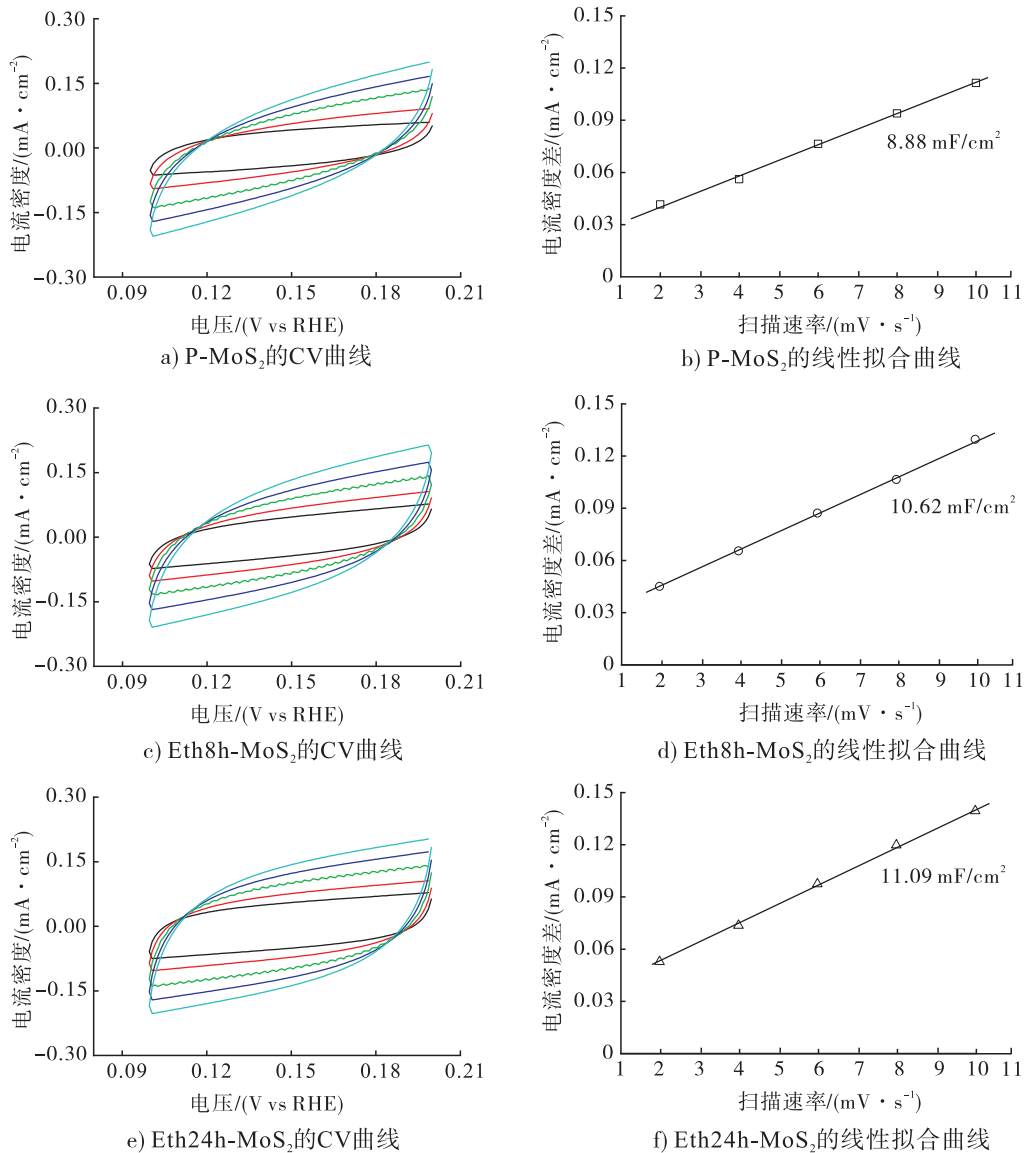 0.30
0.15
0.00
−0.15
−0.30
电流密度/(mA·cm⁻²)
0.09 0.12 0.15 0.18 0.21
电压/(V vs RHE)
a) P-MoS₂的CV曲线
0.15
0.12
0.09
0.06
0.03
0
电流密度差/(mA·cm⁻²)
8.88 mF/cm²
1 2 3 4 5 6 7 8 9 10 11
扫描速率/(mV·s⁻¹)
b) P-MoS₂的线性拟合曲线
0.30
0.15
0.00
−0.15
−0.30
电流密度/(mA·cm⁻²)
0.09 0.12 0.15 0.18 0.21
电压/(V vs RHE)
c) Eth8h-MoS₂的CV曲线
0.15
0.12
0.09
0.06
0.03
0
电流密度差/(mA·cm⁻²)
10.62 mF/cm²
1 2 3 4 5 6 7 8 9 10 11
扫描速率/(mV·s⁻¹)
d) Eth8h-MoS₂的线性拟合曲线
0.30
0.15
0.00
−0.15
−0.30
电流密度/(mA·cm⁻²)
0.09 0.12 0.15 0.18 0.21
电压/(V vs RHE)
e) Eth24h-MoS₂的CV曲线
0.15
0.12
0.09
0.06
0.03
0
电流密度差/(mA·cm⁻²)
11.09 mF/cm²
1 2 3 4 5 6 7 8 9 10 11
扫描速率/(mV·s⁻¹)
f) Eth24h-MoS₂的线性拟合曲线